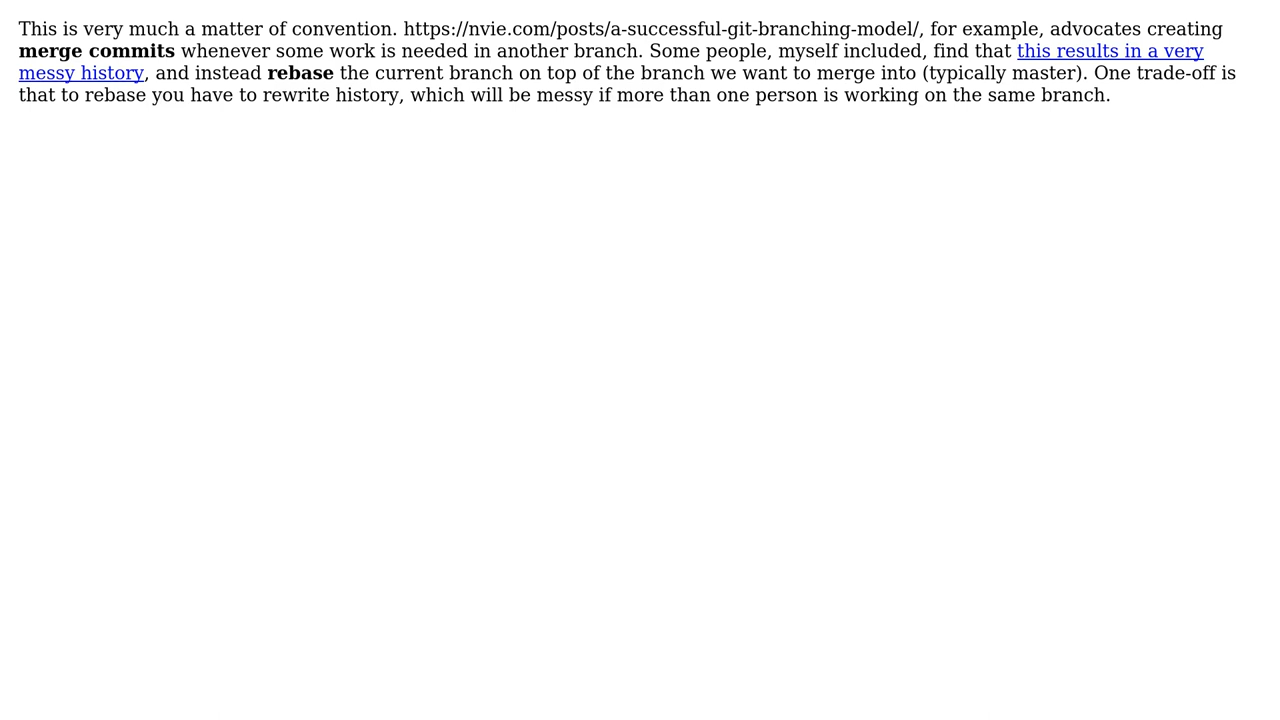 This is very much a matter of convention. https://nvie.com/posts/a-successful-git-branching-model/, for example, advocates creating
merge commits whenever some work is needed in another branch. Some people, myself included, find that this results in a very
messy history, and instead rebase the current branch on top of the branch we want to merge into (typically master). One trade-off is
that to rebase you have to rewrite history, which will be messy if more than one person is working on the same branch.